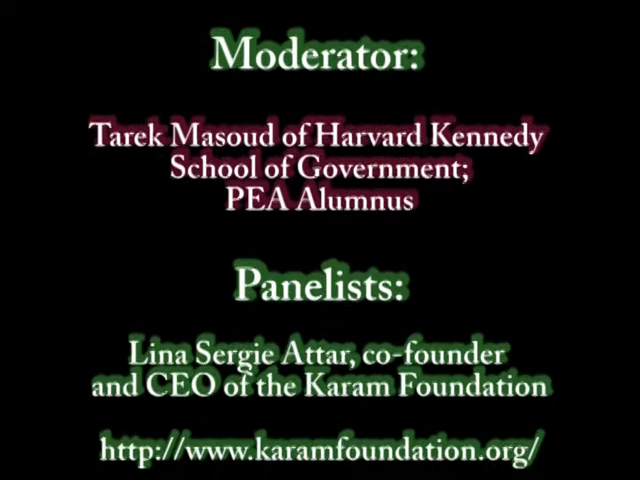 Moderator:
Tarek Masoud of Harvard Kennedy
School of Government;
PEA Alumnus
Panelists:
Lina Sergie Attar, co-founder
and CEO of the Karam Foundation
http://www.karamfoundation.org/